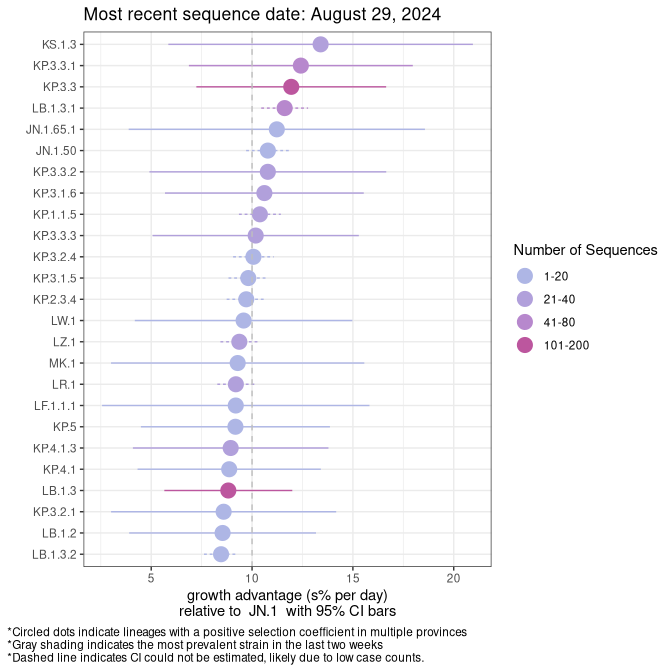 Most recent sequence date: August 29, 2024
KS.1.3
KP.3.3.1
KP.3.3
LB.1.3.1
JN.1.65.1
JN.1.50
KP.3.3.2
KP.3.1.6
KP.1.1.5
KP.3.3.3
KP.3.2.4
KP.3.1.5
KP.2.3.4
LW.1
LZ.1
MK.1
LR.1
LF.1.1.1
KP.5
KP.4.1.3
KP.4.1
LB.1.3
KP.3.2.1
LB.1.2
LB.1.3.2
5 10 15 20
growth advantage (s% per day)
relative to JN.1 with 95% CI bars
Number of Sequences
1-20
21-40
41-80
101-200
*Circled dots indicate lineages with a positive selection coefficient in multiple provinces
*Gray shading indicates the most prevalent strain in the last two weeks
*Dashed line indicates CI could not be estimated, likely due to low case counts.